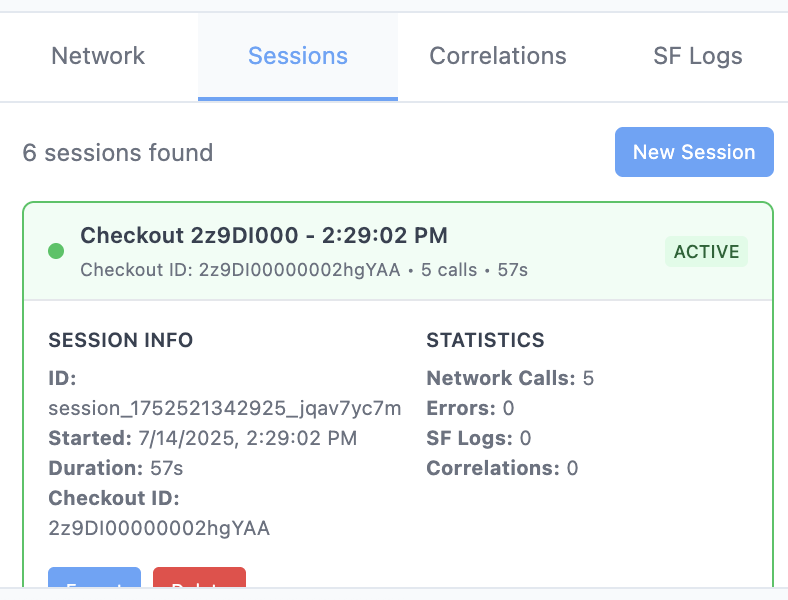 Network
Sessions
Correlations
SF Logs
6 sessions found
New Session
Checkout 2z9DI000 - 2:29:02 PM
Checkout ID: 2z9DI00000002hgYAA • 5 calls • 57s
ACTIVE
SESSION INFO
ID:
session_1752521342925_jqav7yc7m
Started: 7/14/2025, 2:29:02 PM
Duration: 57s
Checkout ID:
2z9DI00000002hgYAA
STATISTICS
Network Calls: 5
Errors: 0
SF Logs: 0
Correlations: 0